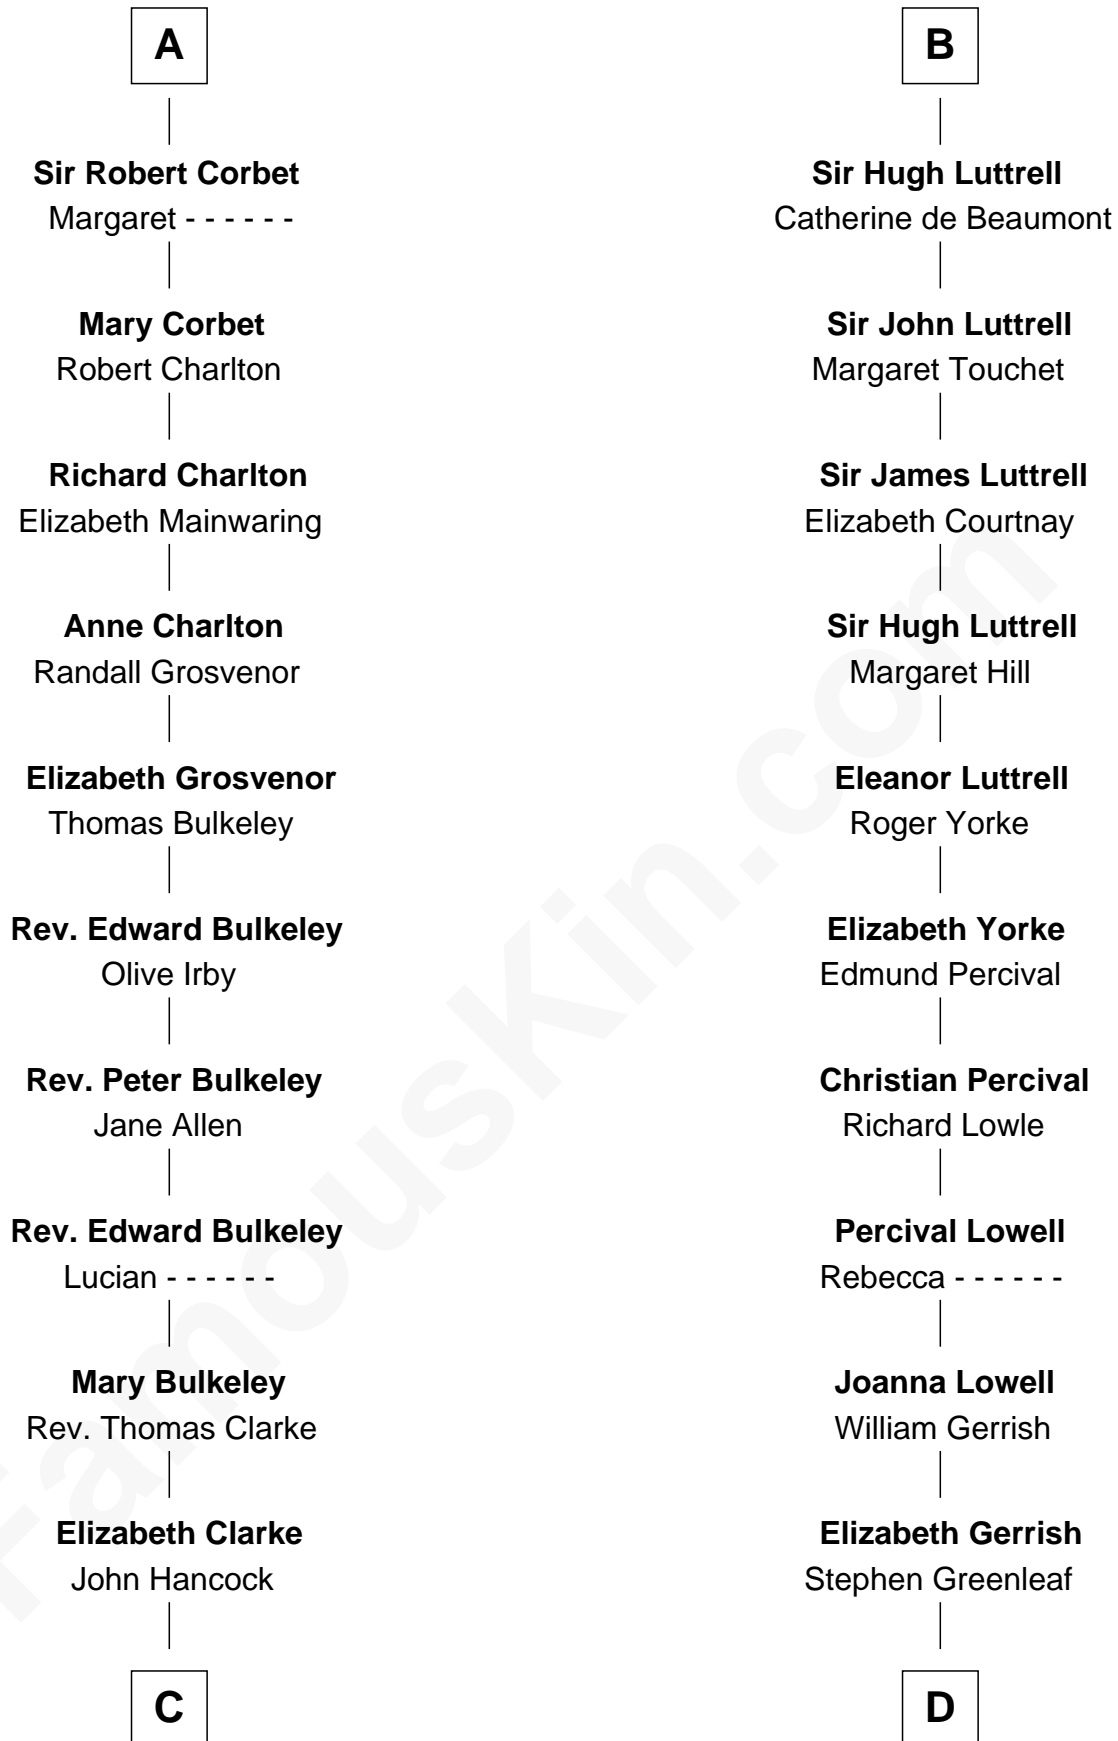 A
Sir Robert Corbet
Margaret - - - - - -
Mary Corbet
Robert Charlton
Richard Charlton
Elizabeth Mainwaring
Anne Charlton
Randall Grosvenor
Elizabeth Grosvenor
Thomas Bulkeley
Rev. Edward Bulkeley
Olive Irby
Rev. Peter Bulkeley
Jane Allen
Rev. Edward Bulkeley
Lucian - - - - - -
Mary Bulkeley
Rev. Thomas Clarke
Elizabeth Clarke
John Hancock
C
B
Sir Hugh Luttrell
Catherine de Beaumont
Sir John Luttrell
Margaret Touchet
Sir James Luttrell
Elizabeth Courtnay
Sir Hugh Luttrell
Margaret Hill
Eleanor Luttrell
Roger Yorke
Elizabeth Yorke
Edmund Percival
Christian Percival
Richard Lowle
Percival Lowell
Rebecca - - - - - -
Joanna Lowell
William Gerrish
Elizabeth Gerrish
Stephen Greenleaf
D
FamousKin.com